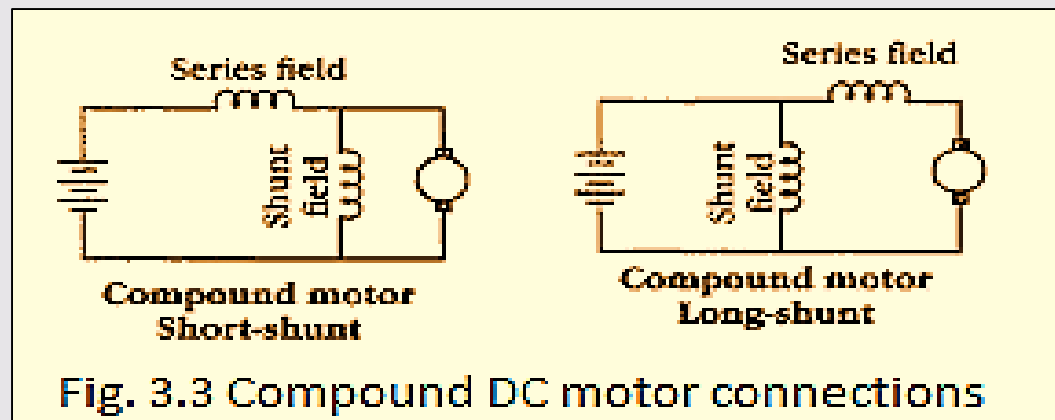 Series field
Shunt
field
Compound motor
Short-shunt
Series field
Shunt
field
Compound motor
Long-shunt
Fig. 3.3 Compound DC motor connections